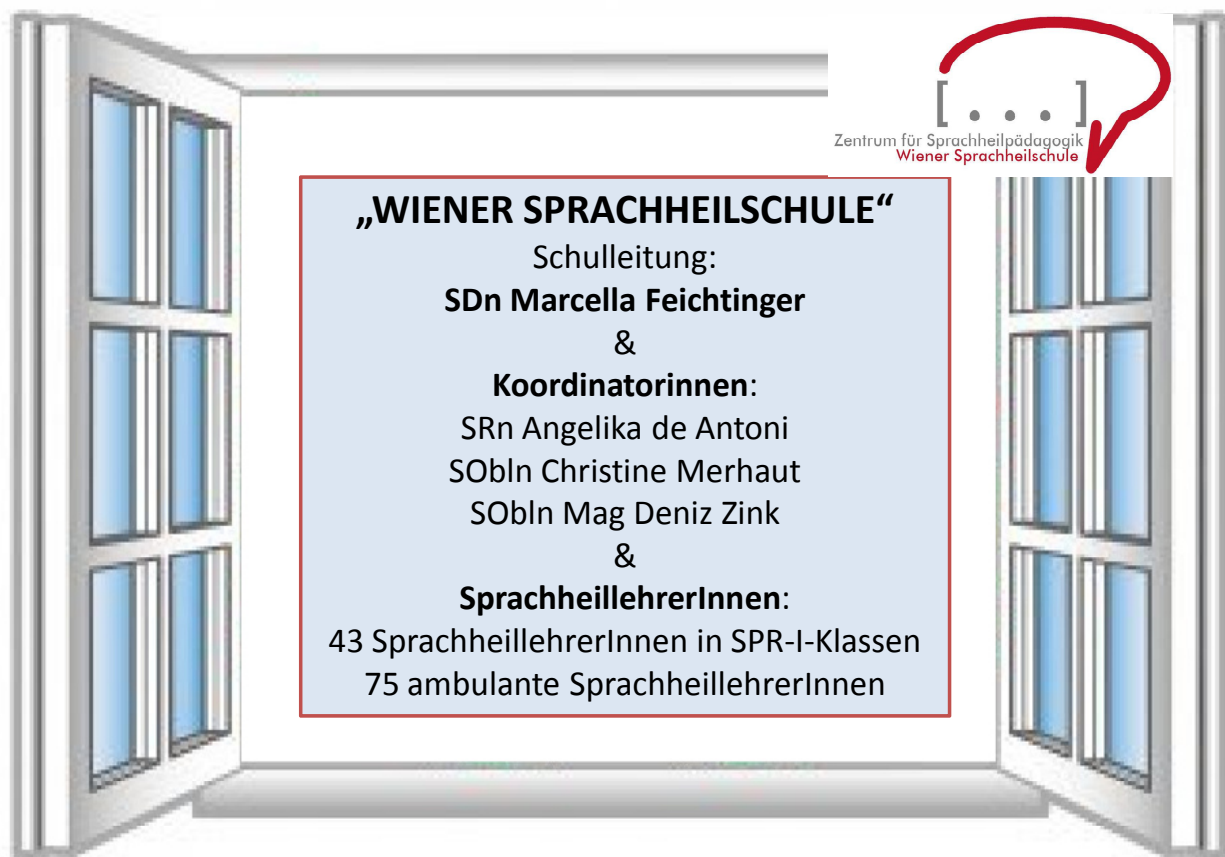 [ . . . ]
Zentrum für Sprachheilpädagogik
Wiener Sprachheilschule
„WIENER SPRACHHEILSCHULE“
Schulleitung:
SDn Marcella Feichtinger
&
Koordinatorinnen:
SRn Angelika de Antoni
SObln Christine Merhaut
SObln Mag Deniz Zink
&
SprachheillehrerInnen:
43 SprachheillehrerInnen in SPR-I-Klassen
75 ambulante SprachheillehrerInnen